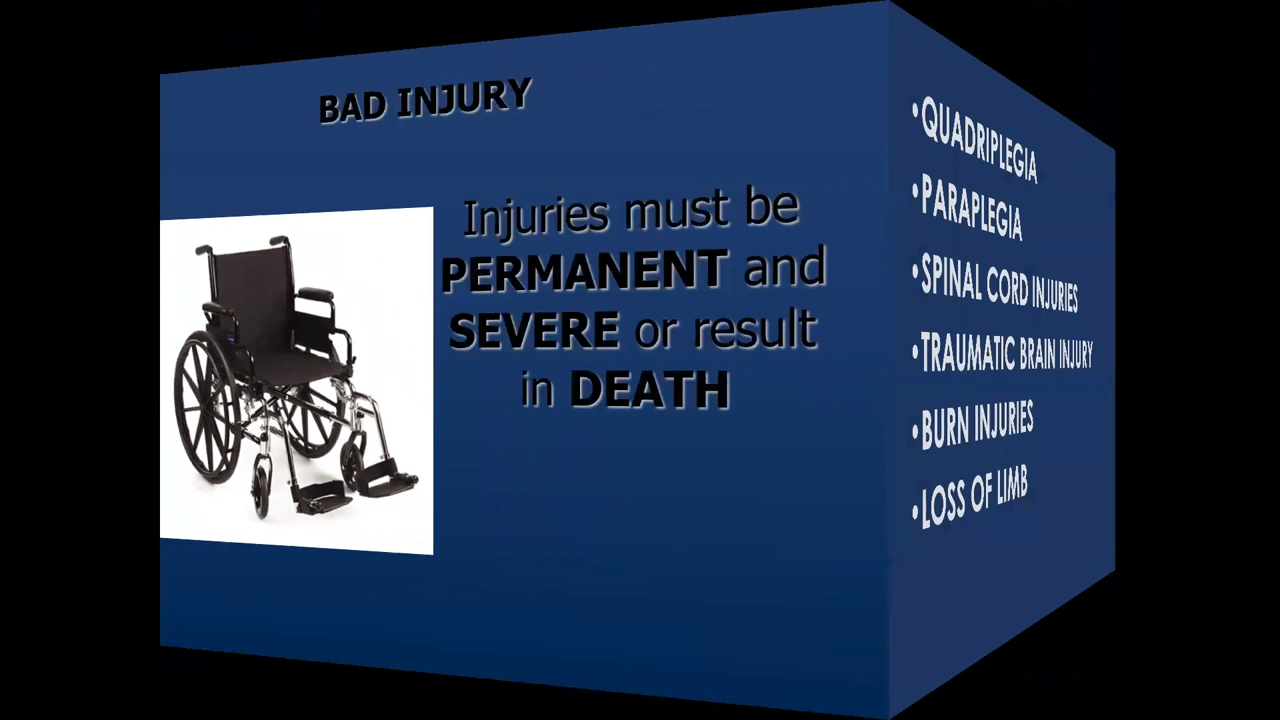 BAD INJURY
Injuries must be
PERMANENT and
SEVERE or result
in DEATH
•QUADRIPLEGIA
•PARAPLEGIA
•SPINAL CORD INJURIES
•TRAUMATIC BRAIN INJURY
•BURN INJURIES
•LOSS OF LIMB